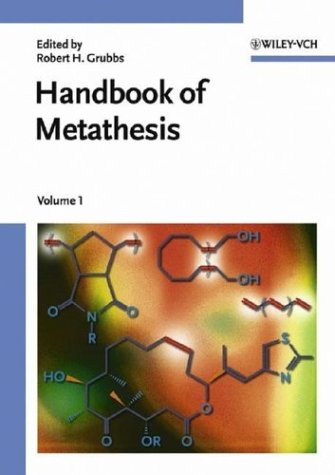 Edited by
Robert H. Grubbs
WILEY-VCH
Handbook of
Metathesis
Volume 1
OH
OH
O
N
O
R
HO
S
N
O
O
OR
O